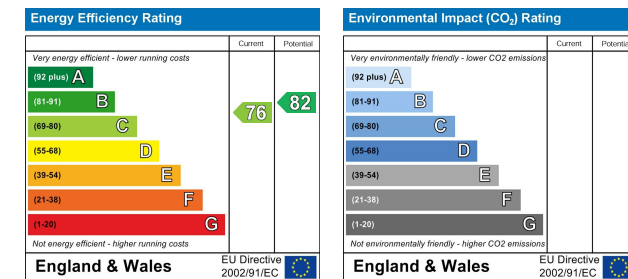 Energy Efficiency Rating
Current Potential
Very energy efficient - lower running costs
(92 plus) A
(81-91) B
(69-80) C
(55-68) D
(39-54) E
(21-38) F
(1-20) G
76
82
Not energy efficient - higher running costs
England & Wales
EU Directive
2002/91/EC
Environmental Impact (CO2) Rating
Current Potential
Very environmentally friendly - lower CO2 emissions
(92 plus) A
(81-91) B
(69-80) C
(55-68) D
(39-54) E
(21-38) F
(1-20) G
Not environmentally friendly - higher CO2 emissions
England & Wales
EU Directive
2002/91/EC